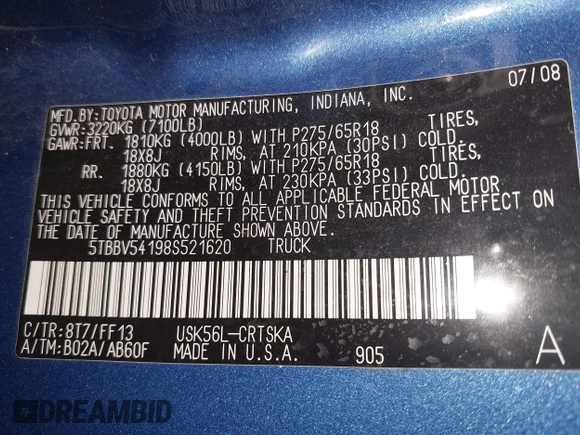 07/08
MFD.BY:TOYOTA MOTOR MANUFACTURING, INDIANA, INC.
GVWR:3220KG (7100LB)
GAWR:FRT. 1810KG (4000LB) WITH P275/65R18 TIRES,
18X8J RIMS, AT 210KPA (30PSI) COLD.
RR. 1880KG (4150LB) WITH P275/65R18 TIRES,
18X8J RIMS, AT 230KPA (33PSI) COLD.
THIS VEHICLE CONFORMS TO ALL APPLICABLE FEDERAL MOTOR
VEHICLE SAFETY AND THEFT PREVENTION STANDARDS IN EFFECT ON
THE DATE OF MANUFACTURE SHOWN ABOVE.
5TBBV54198S521620 TRUCK
C/TR:8T7/FF13 USK56L-CRTSKA
A/TM:B02A/AB60F MADE IN U.S.A. 905 A
DREAMBID